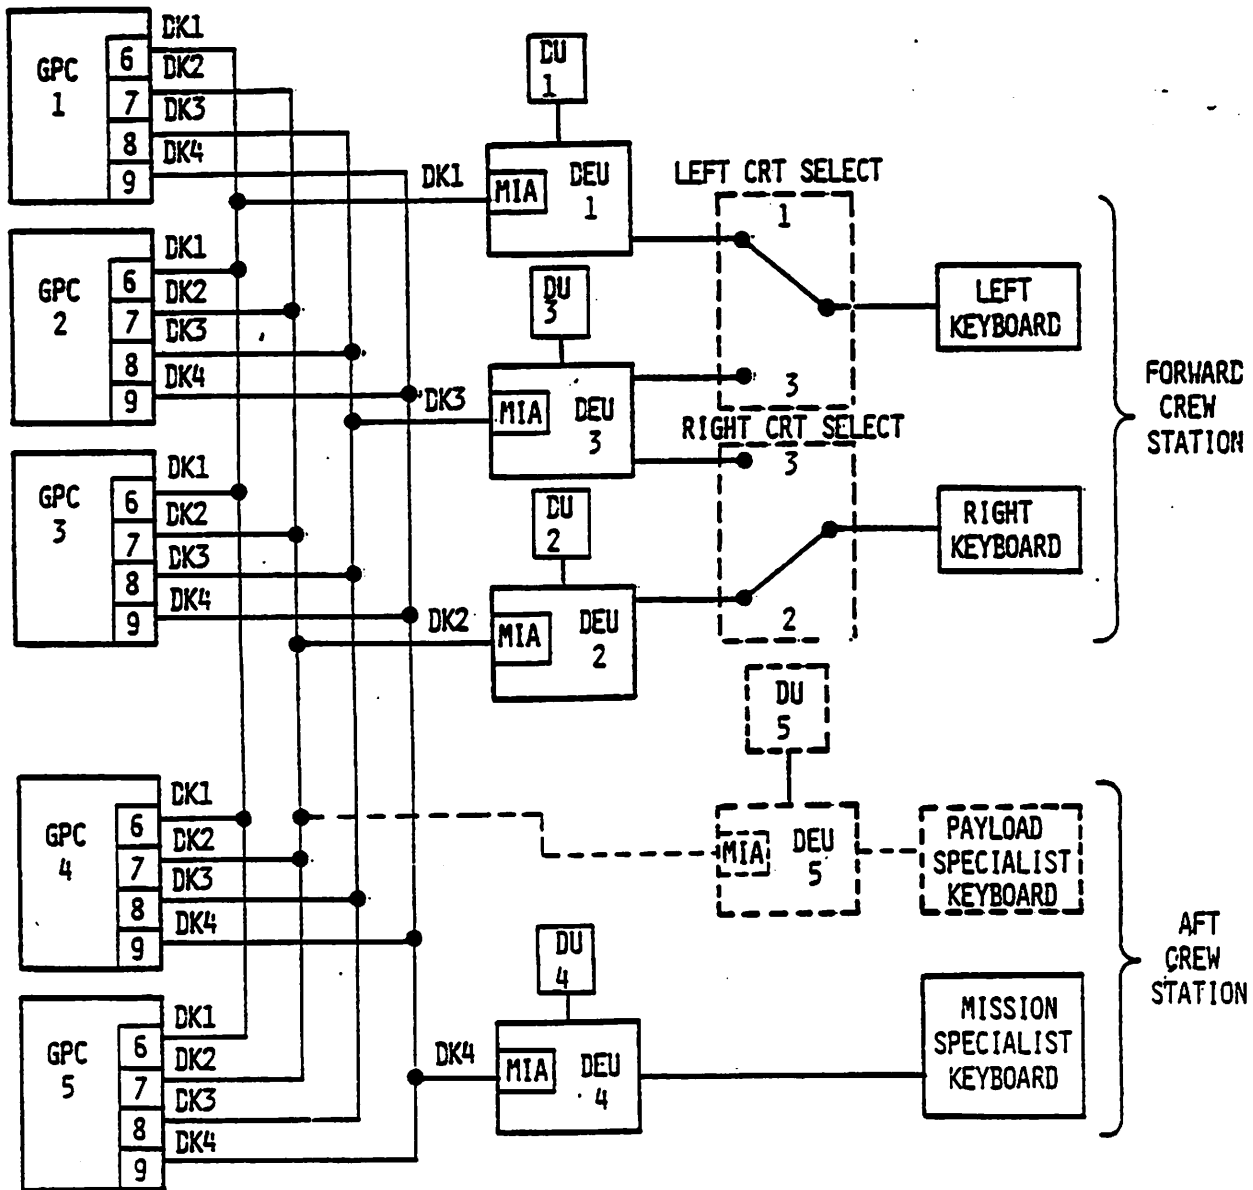 GPC
1
6
7
8
9
DK1
DK2
DK3
DK4
GPC
2
6
7
8
9
DK1
DK2
DK3
DK4
GPC
3
6
7
8
9
DK1
DK2
DK3
DK4
GPC
4
6
7
8
9
DK1
DK2
DK3
DK4
GPC
5
6
7
8
9
DK1
DK2
DK3
DK4
DU
1
DK1
MIA
DEU
1
DU
3
DK3
MIA
DEU
3
DU
2
DK2
MIA
DEU
2
LEFT CRT SELECT
1
3
RIGHT CRT SELECT
3
2
LEFT
KEYBOARD
RIGHT
KEYBOARD
FORWARD
CREW
STATION
DU
5
MIA
DEU
5
PAYLOAD
SPECIALIST
KEYBOARD
DU
4
DK4
MIA
DEU
4
MISSION
SPECIALIST
KEYBOARD
AFT
CREW
STATION